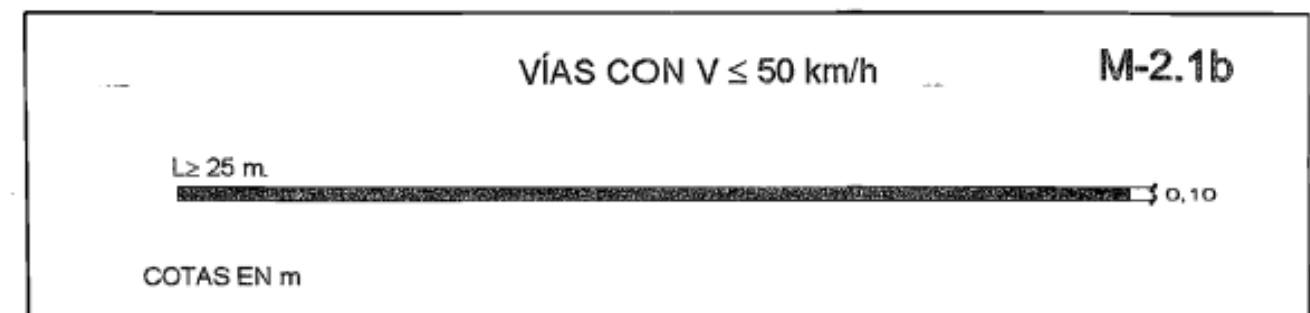 VÍAS CON V ≤ 50 km/h
M-2.1b
L≥ 25 m.
0,10
COTAS EN m